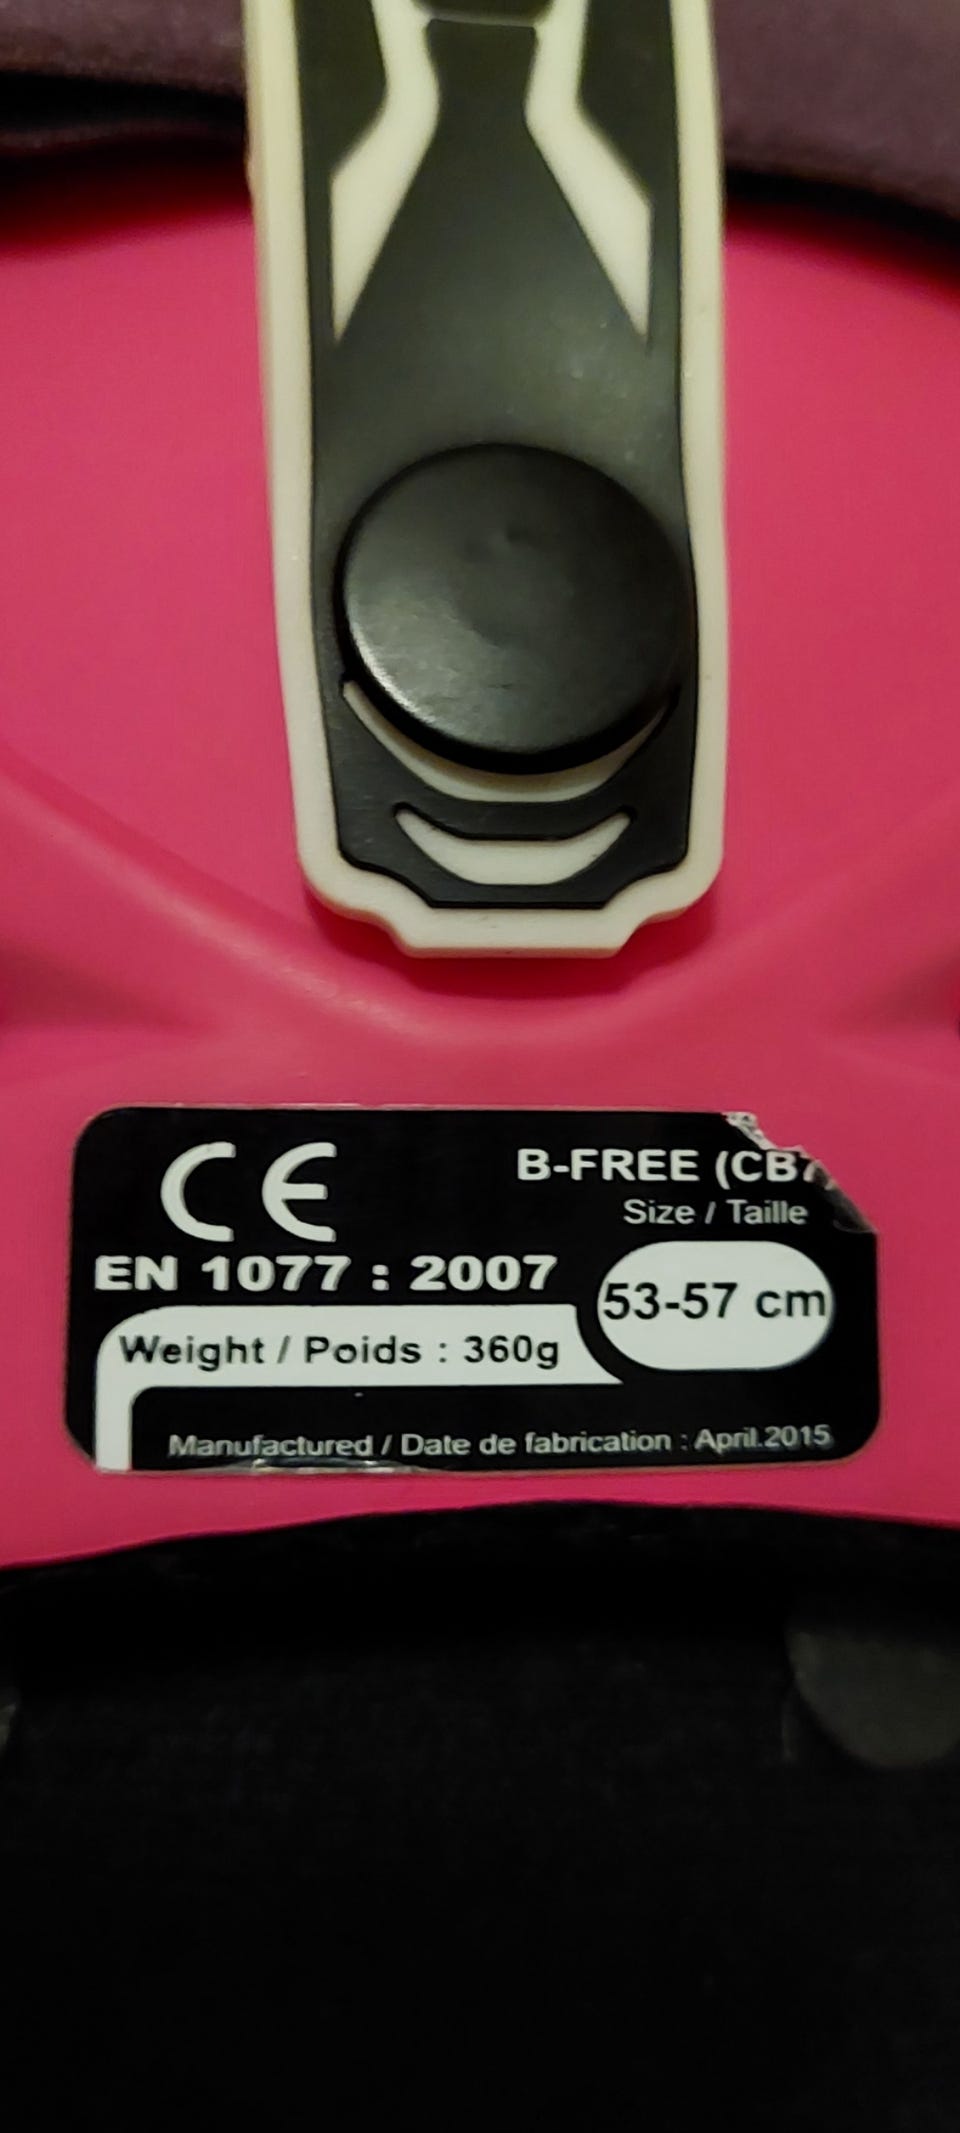 CE
B-FREE (CB7
Size / Taille
EN 1077 : 2007
53-57 cm
Weight / Poids : 360g
Manufactured / Date de fabrication : April.2015